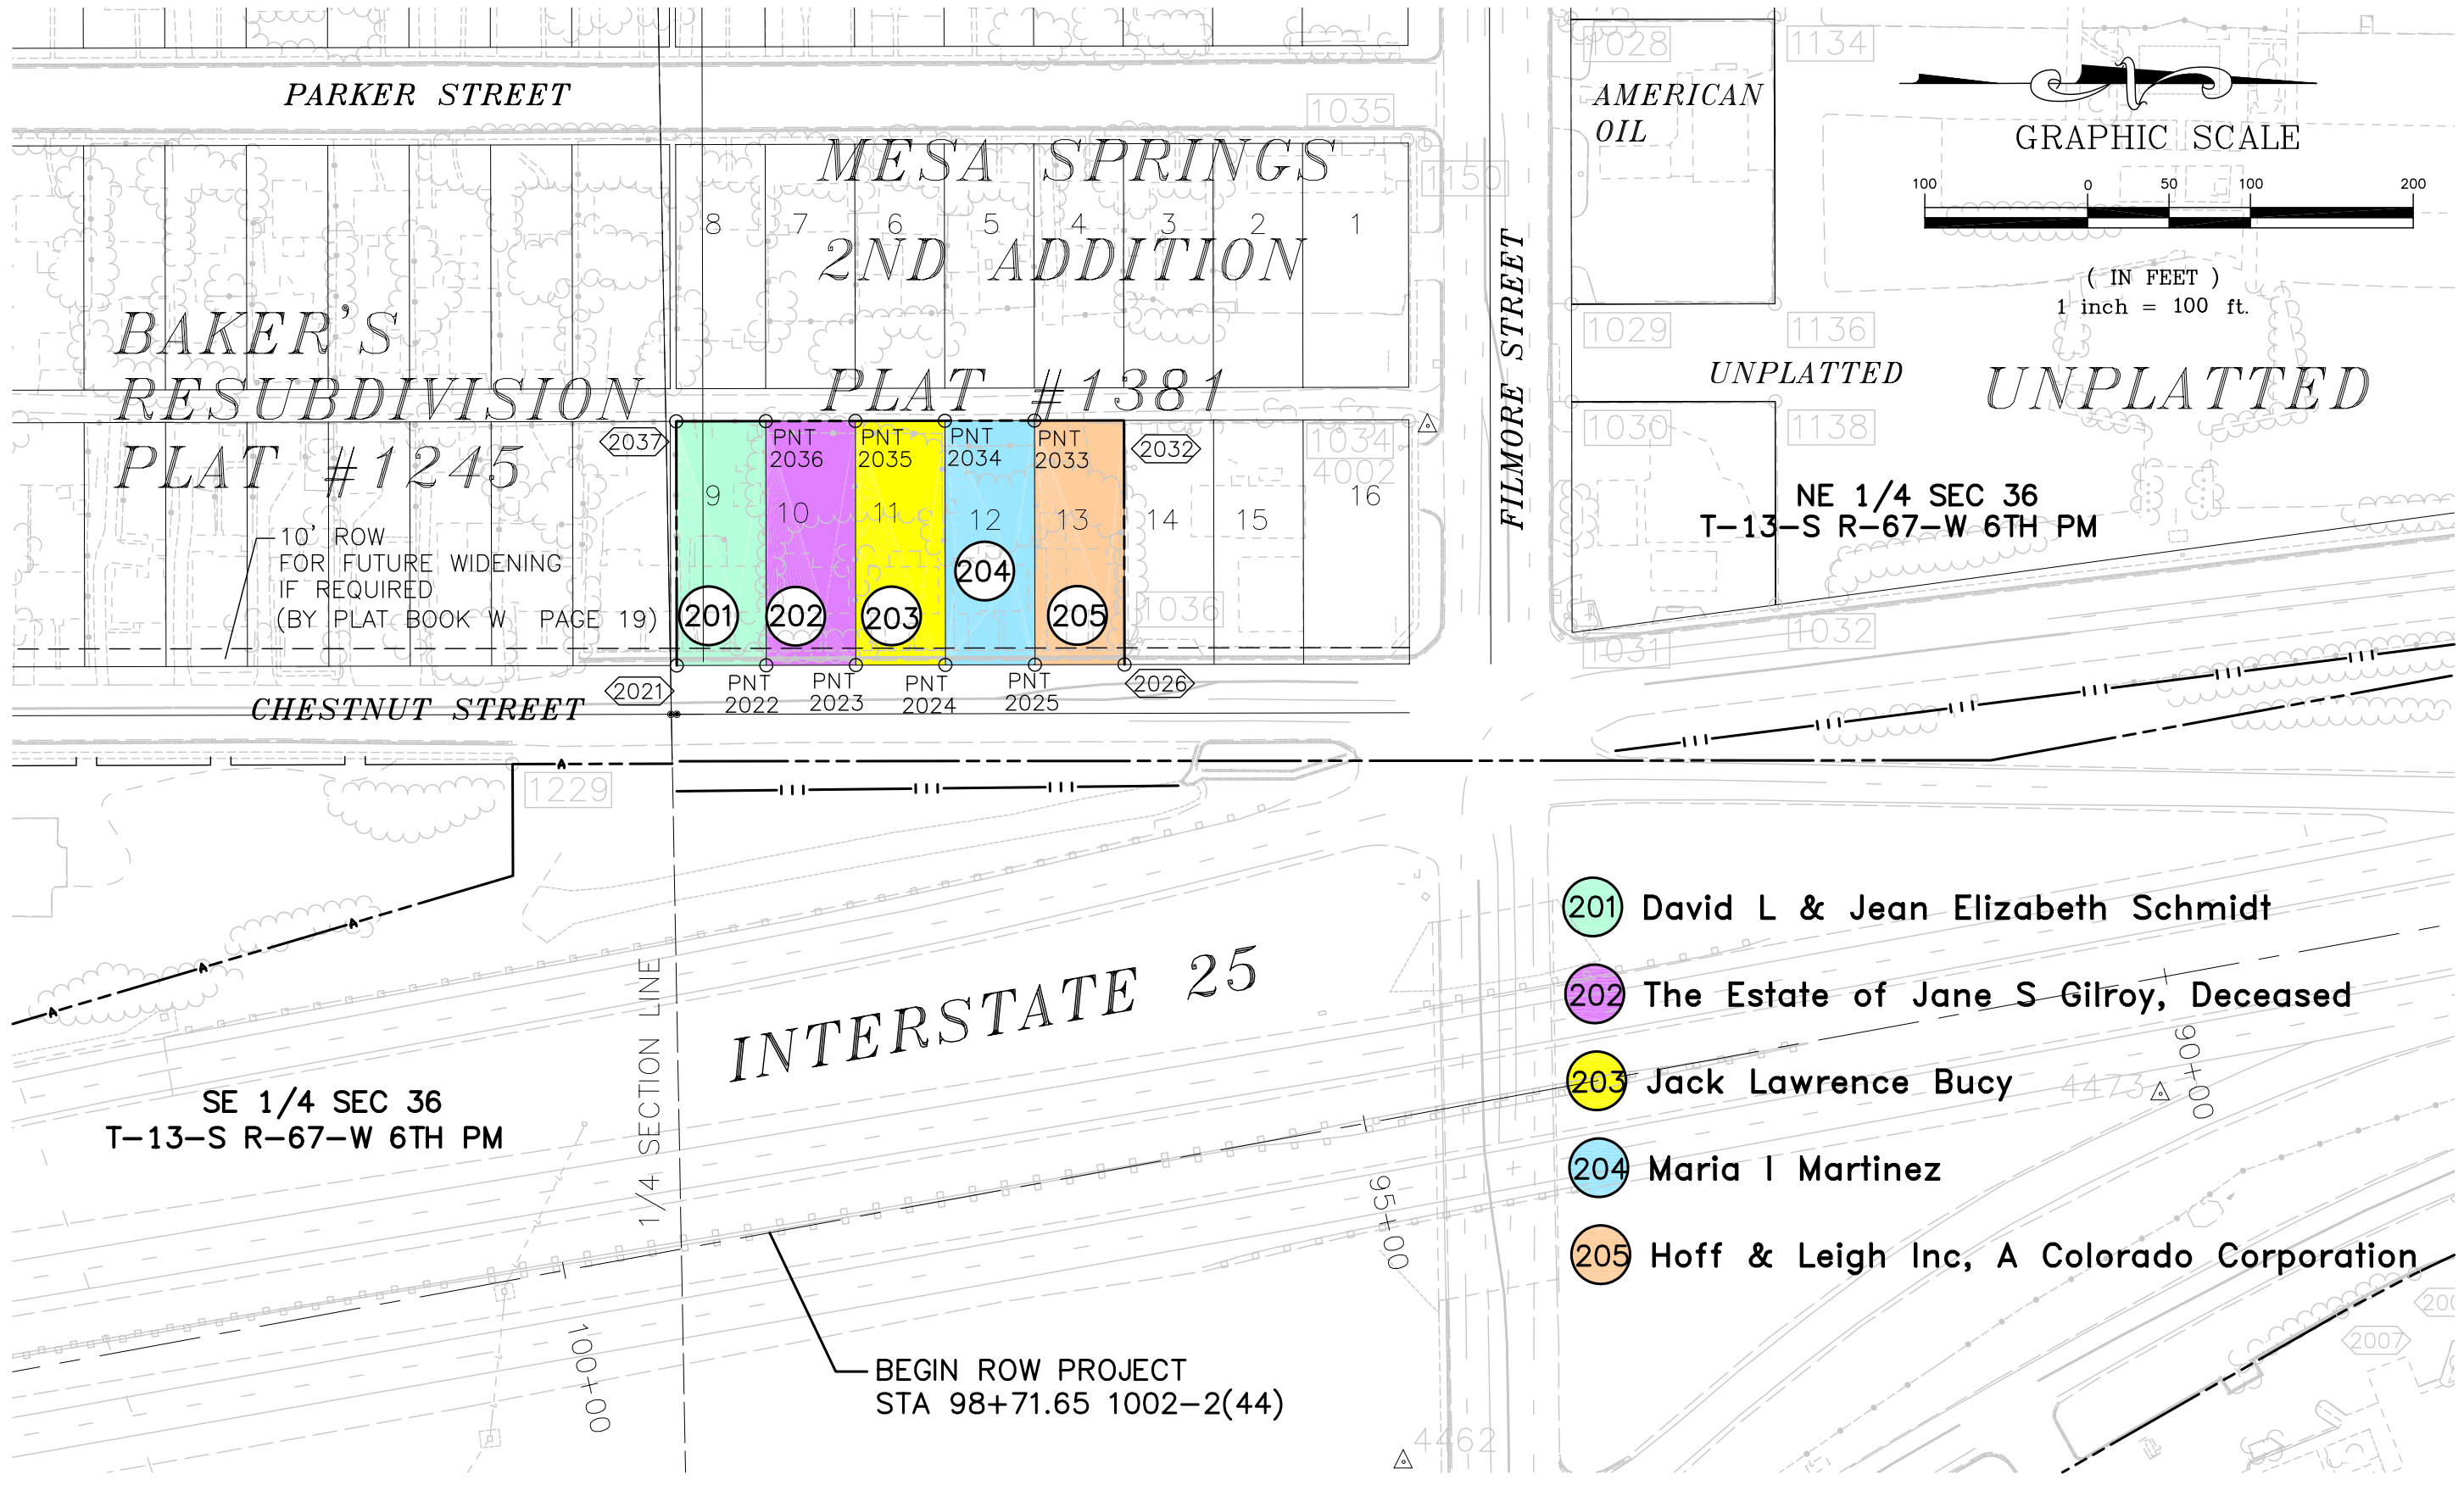 PARKER STREET
1028
1134
AMERICAN
OIL
1035
GRAPHIC SCALE
100 0 50 100 200
( IN FEET )
1 inch = 100 ft.
MESA SPRINGS
1150
8 7 6 5 4 3 2 1
2ND ADDITION
FILMORE STREET
BAKER'S
RESUBDIVISION
PLAT #1245
PLAT #1381
1029
1136
UNPLATTED
UNPLATTED
2037
PNT
2036
PNT
2035
PNT
2034
PNT
2033
2032
1034
4002
1030
1138
9 10 11 12 13 14 15 16
NE 1/4 SEC 36
T-13-S R-67-W 6TH PM
10' ROW
FOR FUTURE WIDENING
IF REQUIRED
(BY PLAT BOOK W PAGE 19)
201 202 203 204 205
1036
1031
1032
2021
PNT
2022
PNT
2023
PNT
2024
PNT
2025
2026
CHESTNUT STREET
A
1229
A
A
A
INTERSTATE 25
1/4 SECTION LINE
SE 1/4 SEC 36
T-13-S R-67-W 6TH PM
201 David L & Jean Elizabeth Schmidt
202 The Estate of Jane S Gilroy, Deceased
203 Jack Lawrence Bucy
4473
90+00
204 Maria I Martinez
95+00
205 Hoff & Leigh Inc, A Colorado Corporation
2007
100+00
BEGIN ROW PROJECT
STA 98+71.65 1002-2(44)
4462